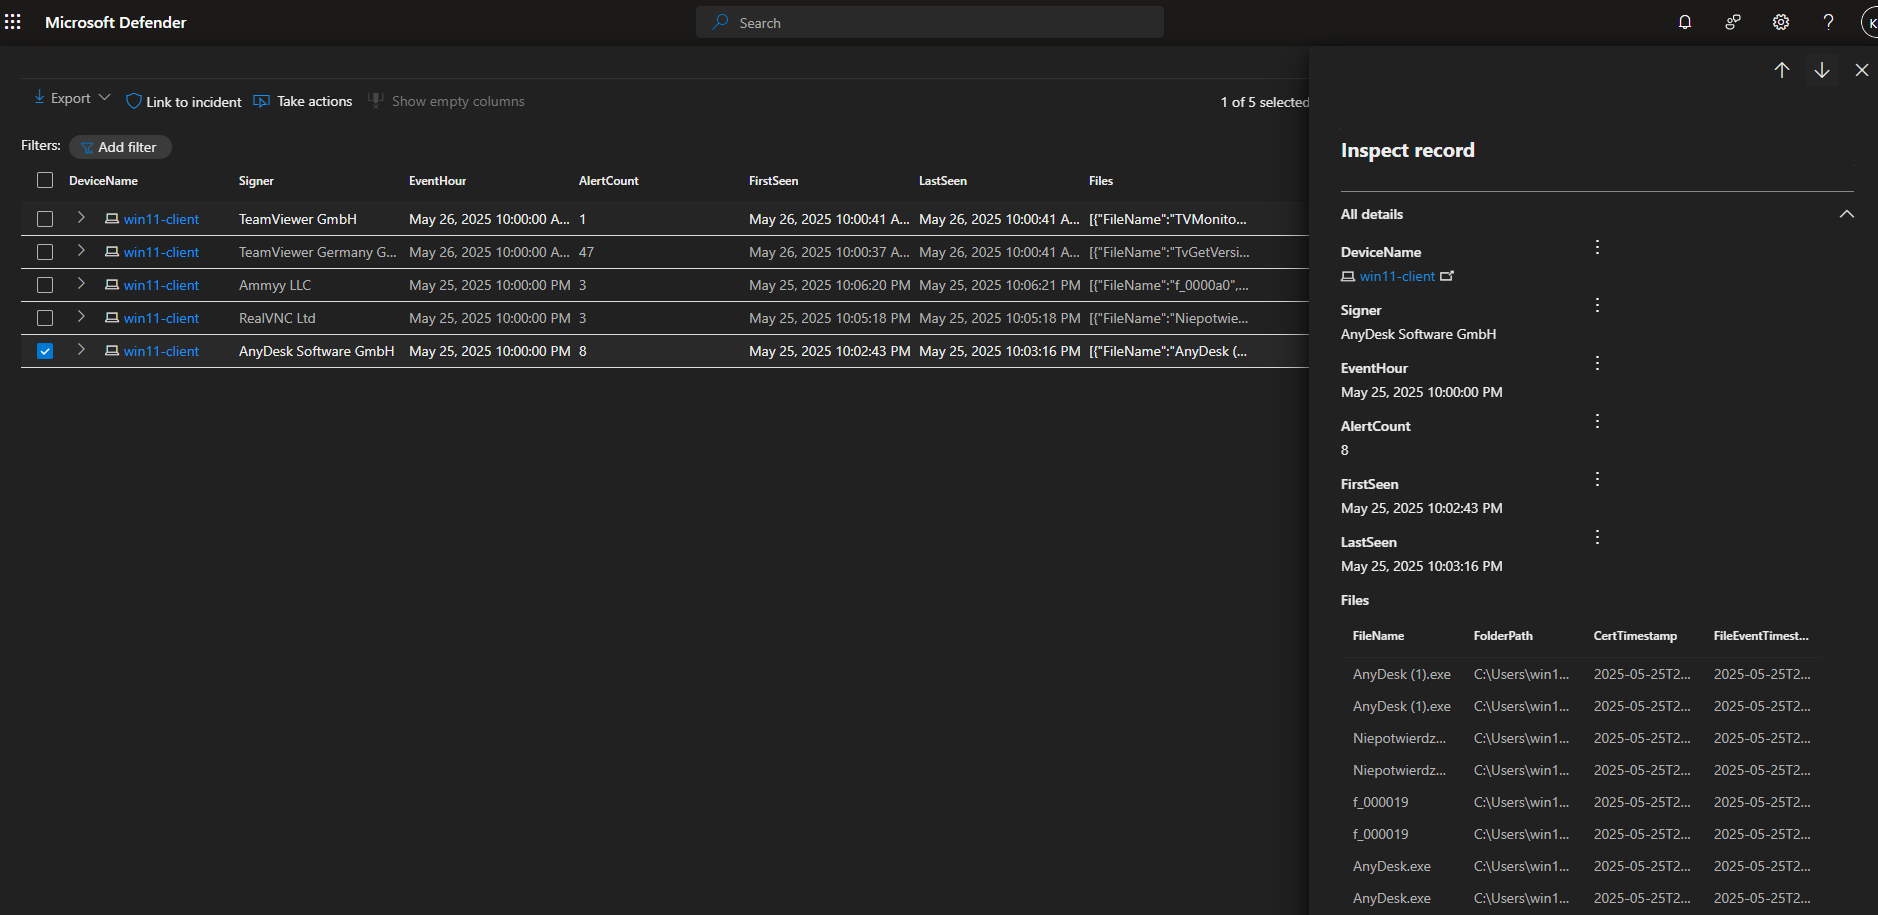 Microsoft Defender
Search
K
Export
Link to incident
Take actions
Show empty columns
1 of 5 selected
Filters:
Add filter
DeviceName Signer EventHour AlertCount FirstSeen LastSeen Files
win11-client TeamViewer GmbH May 26, 2025 10:00:00 A... 1 May 26, 2025 10:00:41 A... May 26, 2025 10:00:41 A... [{"FileName":"TVMonito...
win11-client TeamViewer Germany G... May 26, 2025 10:00:00 A... 47 May 26, 2025 10:00:37 A... May 26, 2025 10:00:41 A... [{"FileName":"TvGetVersi...
win11-client Ammyy LLC May 25, 2025 10:00:00 PM 3 May 25, 2025 10:06:20 PM May 25, 2025 10:06:21 PM [{"FileName":"f_0000a0",...
win11-client RealVNC Ltd May 25, 2025 10:00:00 PM 3 May 25, 2025 10:05:18 PM May 25, 2025 10:05:18 PM [{"FileName":"Niepotwie...
win11-client AnyDesk Software GmbH May 25, 2025 10:00:00 PM 8 May 25, 2025 10:02:43 PM May 25, 2025 10:03:16 PM [{"FileName":"AnyDesk (...
Inspect record
All details
DeviceName
win11-client
Signer
AnyDesk Software GmbH
EventHour
May 25, 2025 10:00:00 PM
AlertCount
8
FirstSeen
May 25, 2025 10:02:43 PM
LastSeen
May 25, 2025 10:03:16 PM
Files
FileName FolderPath CertTimestamp FileEventTimest...
AnyDesk (1).exe C:\Users\win1... 2025-05-25T2... 2025-05-25T2...
AnyDesk (1).exe C:\Users\win1... 2025-05-25T2... 2025-05-25T2...
Niepotwierdz... C:\Users\win1... 2025-05-25T2... 2025-05-25T2...
Niepotwierdz... C:\Users\win1... 2025-05-25T2... 2025-05-25T2...
f_000019 C:\Users\win1... 2025-05-25T2... 2025-05-25T2...
f_000019 C:\Users\win1... 2025-05-25T2... 2025-05-25T2...
AnyDesk.exe C:\Users\win1... 2025-05-25T2... 2025-05-25T2...
AnyDesk.exe C:\Users\win1... 2025-05-25T2... 2025-05-25T2...